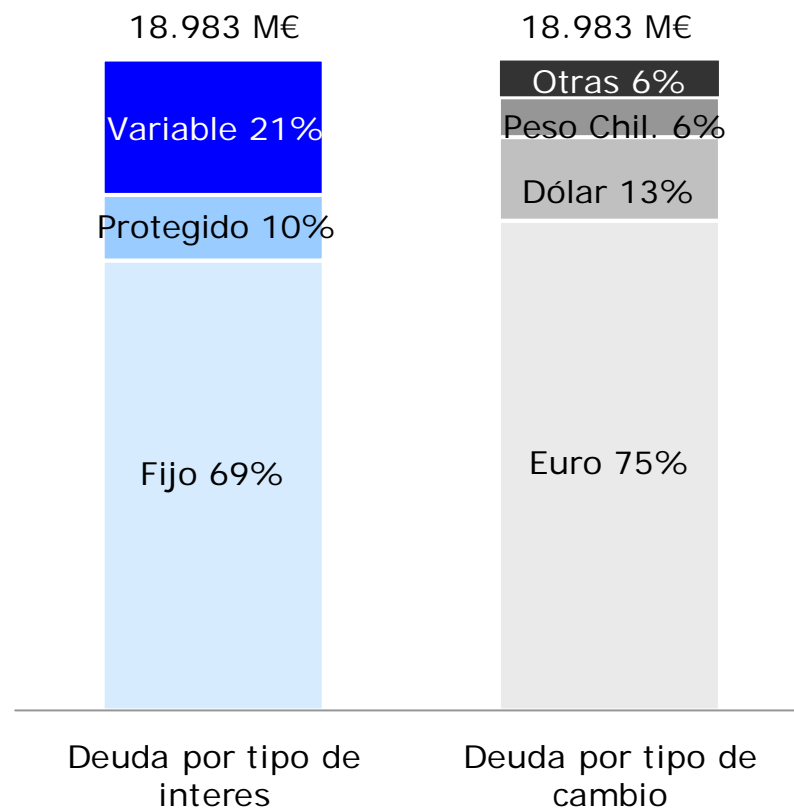 18.983 M€
Variable 21%
Protegido 10%
Fijo 69%
Deuda por tipo de
interes
18.983 M€
Otras 6%
Peso Chil. 6%
Dólar 13%
Euro 75%
Deuda por tipo de
cambio